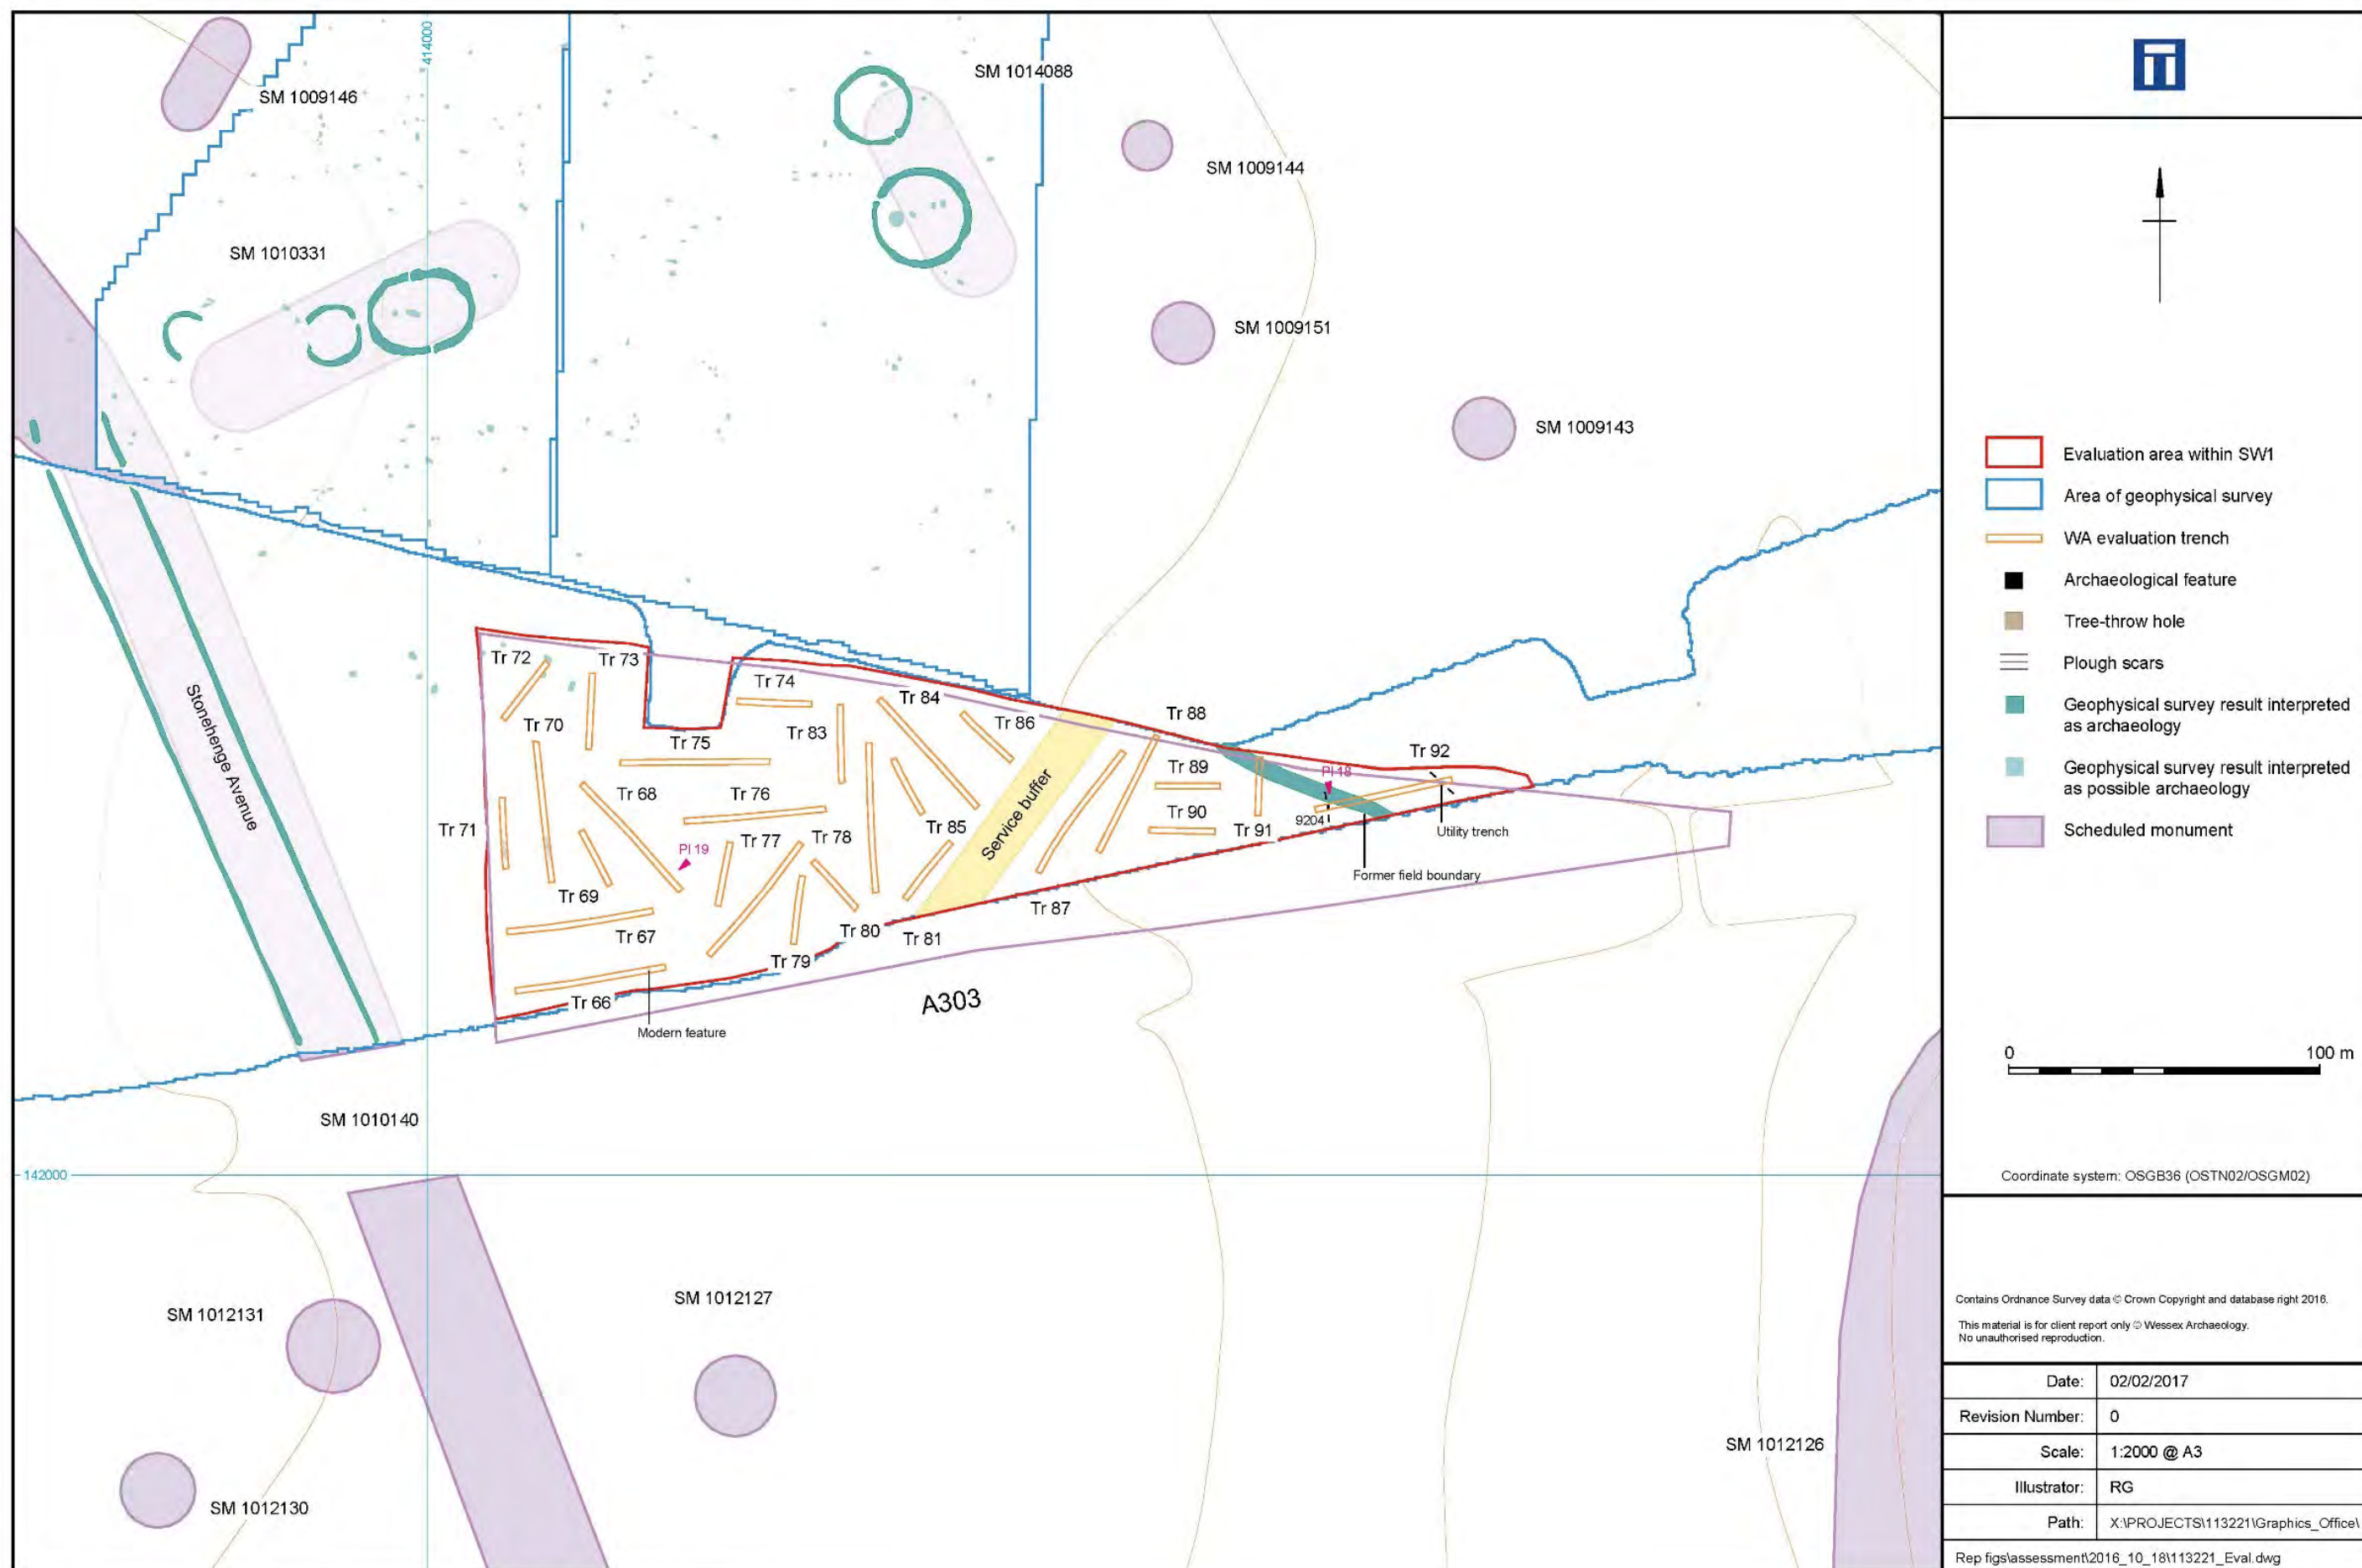 414000
SM 1014088
SM 1009146
SM 1009144
SM 1010331
SM 1009151
SM 1009143
Stonehenge Avenue
Tr 72
Tr 73
Tr 74
Tr 84
Tr 86
Tr 88
Tr 70
Tr 75
Tr 83
Tr 92
Tr 89
Pl 18
Tr 68
Tr 76
Service buffer
Tr 71
Tr 77
Tr 78
Tr 85
Tr 90
Tr 91
9204
Utility trench
Pl 19
Former field boundary
Tr 69
Tr 67
Tr 80
Tr 81
Tr 87
Tr 79
Tr 66
A303
Modern feature
SM 1010140
142000
SM 1012131
SM 1012127
SM 1012126
SM 1012130
Evaluation area within SW1
Area of geophysical survey
WA evaluation trench
Archaeological feature
Tree-throw hole
Plough scars
Geophysical survey result interpreted
as archaeology
Geophysical survey result interpreted
as possible archaeology
Scheduled monument
0 100 m
Coordinate system: OSGB36 (OSTN02/OSGM02)
Contains Ordnance Survey data © Crown Copyright and database right 2016.
This material is for client report only © Wessex Archaeology.
No unauthorised reproduction.
Date: 02/02/2017
Revision Number: 0
Scale: 1:2000 @ A3
Illustrator: RG
Path: X:\PROJECTS\113221\Graphics_Office\
Rep figs\assessment\2016_10_18\113221_Eval.dwg